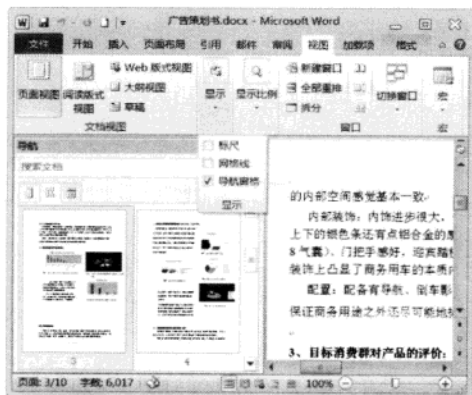 广告策划书.docx - Microsoft Word
文件 开始 插入 页面布局 引用 邮件 审阅 视图 加载项 格式
页面视图 阅读版式视图 Web 版式视图 大纲视图 草稿
显示 显示比例 新建窗口 全部重排 拆分 切换窗口 宏
文档视图 窗口 宏
导航
搜索文档
标尺
网格线
导航窗格
显示
的内部空间感觉基本一致。
内部装饰：内饰进步很大，
上下的银色条还有点铝合金的
8 气囊）、门把手感好，迎宾踏
装饰上凸显了商务用车的本质
配置：配备有导航、倒车影
保证商务用途之外还尽可能地
3、目标消费群对产品的评价：
3 4
页面: 3/10 字数: 6,017 100%